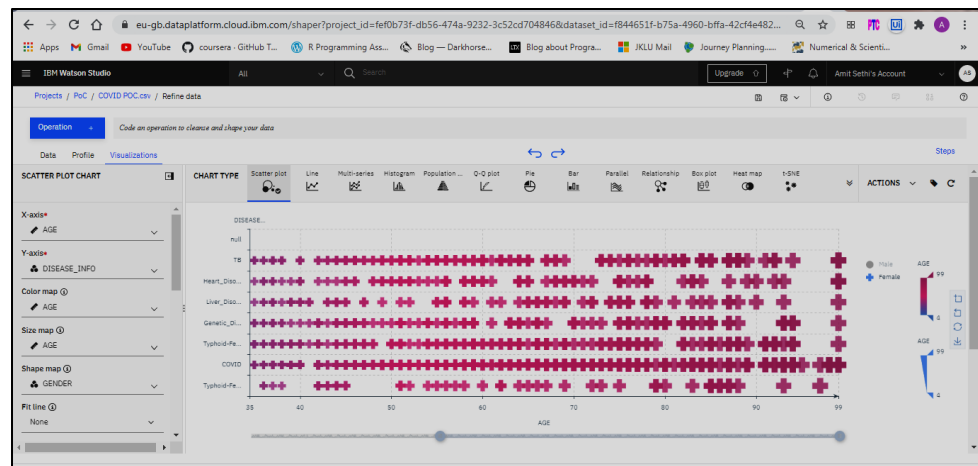 eu-gb.dataplatform.cloud.ibm.com/shaper?project_id=fef0b73f-db56-474a-9232-3c52cd704846&dataset_id=f844651f-b75a-4960-bffa-42cf4e482...
Apps Gmail YouTube coursera · GitHub T... R Programming Ass... Blog — Darkhorse... Blog about Progra... JKLU Mail Journey Planning...... Numerical & Scienti... »
IBM Watson Studio All Search Upgrade Amit Sethi's Account AS
Projects / PoC / COVID POC.csv / Refine data
Operation + Code an operation to cleanse and shape your data
Data Profile Visualizations Steps
SCATTER PLOT CHART CHART TYPE Scatter plot Line Multi-series Histogram Population ... Q-Q plot Pie Bar Parallel Relationship Box plot Heat map t-SNE ACTIONS
X-axis•
AGE
Y-axis•
DISEASE_INFO
Color map
AGE
Size map
AGE
Shape map
GENDER
Fit line
None
DISEASE...
null
TB
Heart_Diso...
Liver_Diso...
Genetic_Di...
Typhoid-Fe...
COVID
Typhoid-Fe...
35 40 50 60 70 80 90 99
AGE
Male
Female
AGE
99
4
AGE
99
4